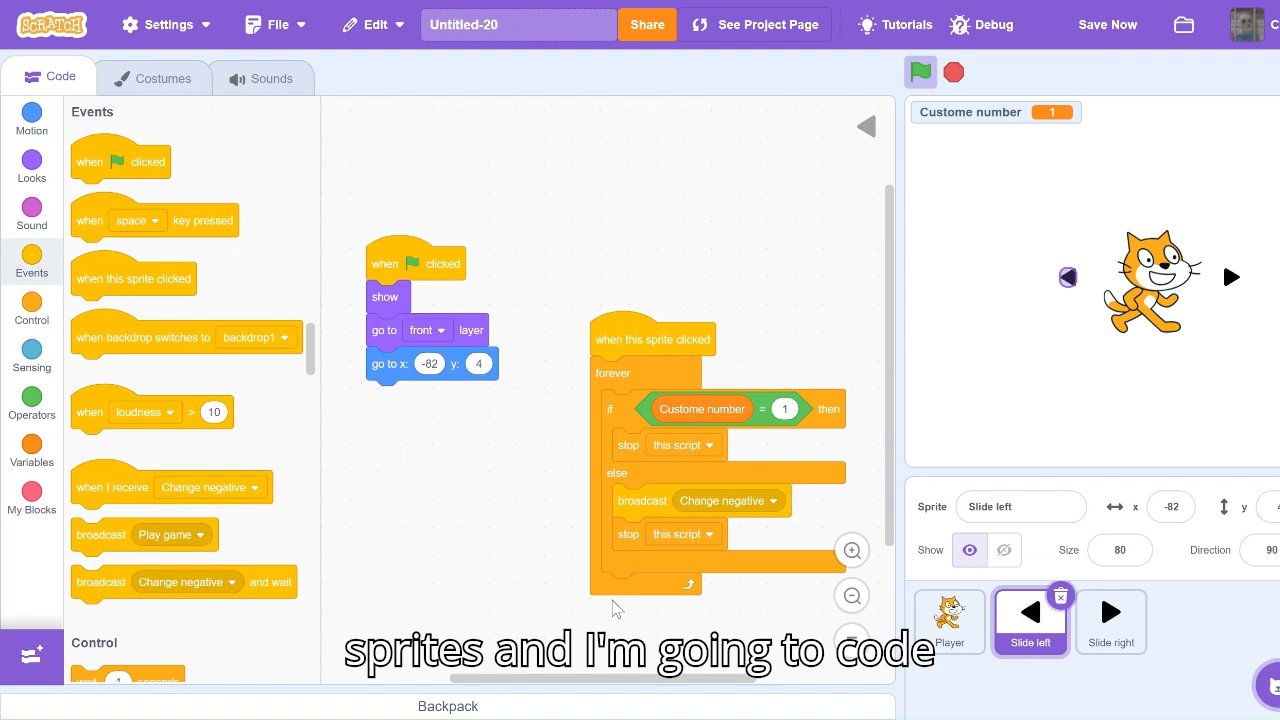 SCRATCH
Settings
File
Edit
Untitled-20
Share
See Project Page
Tutorials
Debug
Save Now
C
Code
Costumes
Sounds
Motion
Looks
Sound
Events
Control
Sensing
Operators
Variables
My Blocks
Events
when clicked
when space key pressed
when this sprite clicked
when backdrop switches to backdrop1
when loudness > 10
when I receive Change negative
broadcast Play game
broadcast Change negative and wait
Control
wait 1 seconds
when clicked
show
go to front layer
go to x: -82 y: 4
when this sprite clicked
forever
if Custome number = 1 then
stop this script
else
broadcast Change negative
stop this script
Custome number 1
Sprite Slide left x -82 y 4
Show Size 80 Direction 90
Player
Slide left
Slide right
sprites and I'm going to code
Backpack